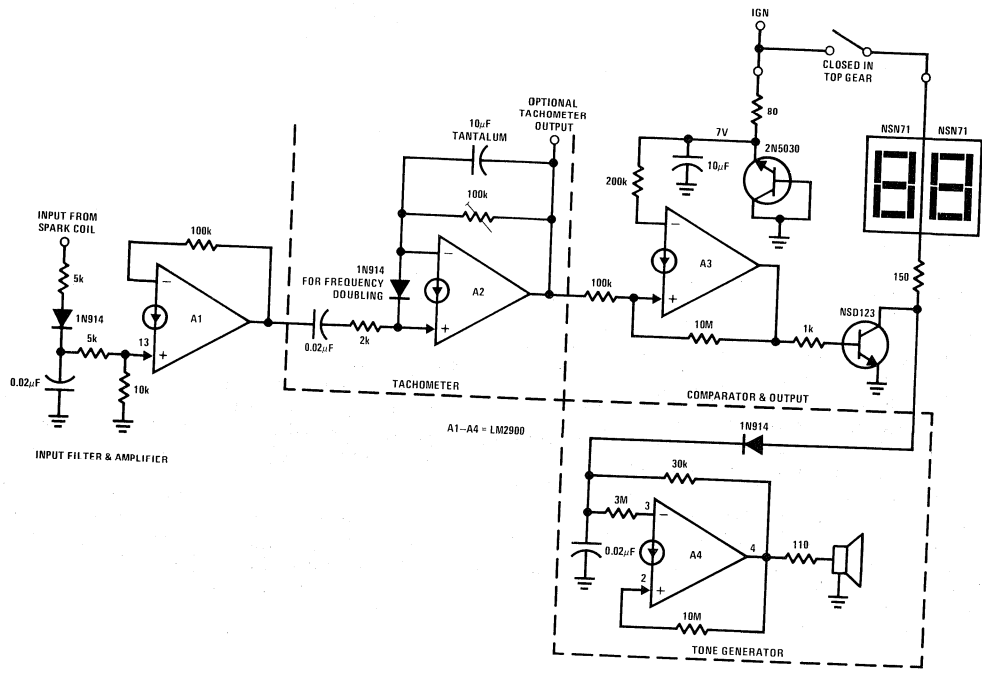 IGN
CLOSED IN
TOP GEAR
80
NSN71 NSN71
OPTIONAL
TACHOMETER
OUTPUT
10μF
TANTALUM
7V
2N5030
10μF
200k
100k
INPUT FROM
SPARK COIL
100k
5k
1N914
FOR FREQUENCY
DOUBLING
− A1 +
− A2 +
− A3 +
1N914
5k
13
100k
150
NSD123
0.02μF
10k
0.02μF
2k
10M
1k
TACHOMETER
COMPARATOR & OUTPUT
A1–A4 = LM2900
1N914
INPUT FILTER & AMPLIFIER
30k
3M
3
− A4 +
4
110
0.02μF
2
10M
TONE GENERATOR